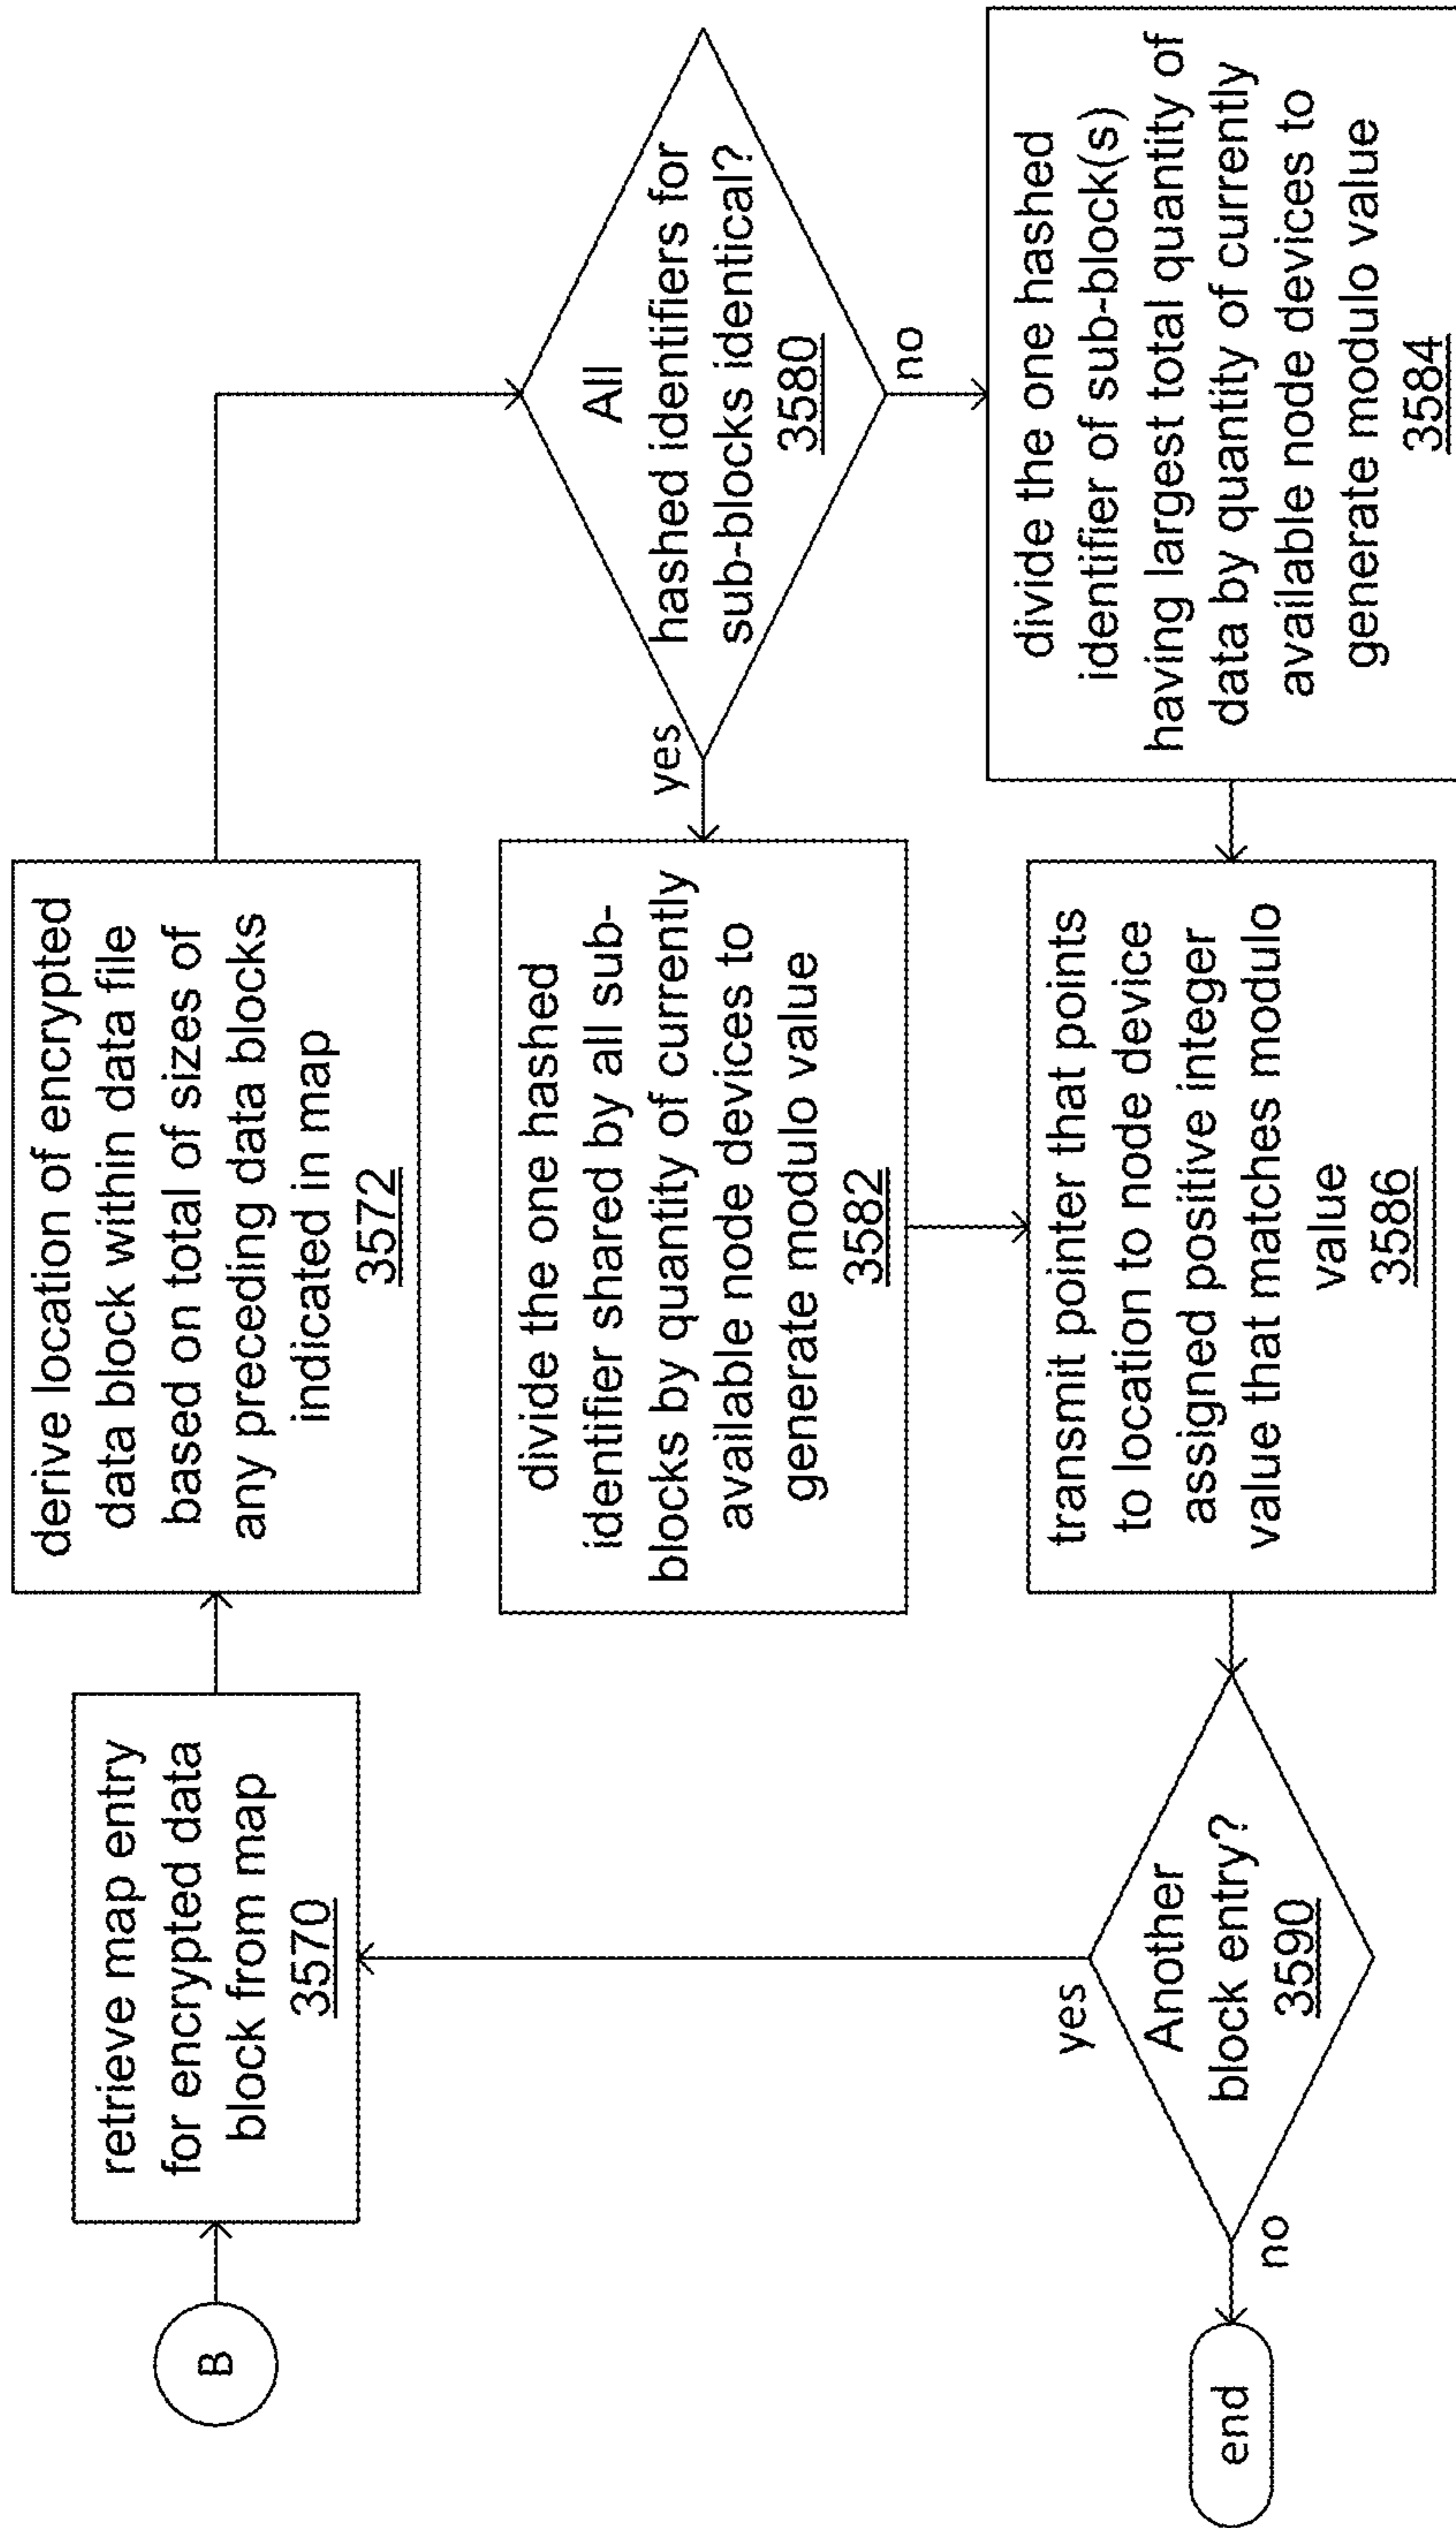 B
retrieve map entry
for encrypted data
block from map
3570
derive location of encrypted
data block within data file
based on total of sizes of
any preceding data blocks
indicated in map
3572
All
hashed identifiers for
sub-blocks identical?
3580
yes
no
divide the one hashed
identifier shared by all sub-
blocks by quantity of currently
available node devices to
generate modulo value
3582
divide the one hashed
identifier of sub-block(s)
having largest total quantity of
data by quantity of currently
available node devices to
generate modulo value
3584
transmit pointer that points
to location to node device
assigned positive integer
value that matches modulo
value
3586
Another
block entry?
3590
yes
no
end